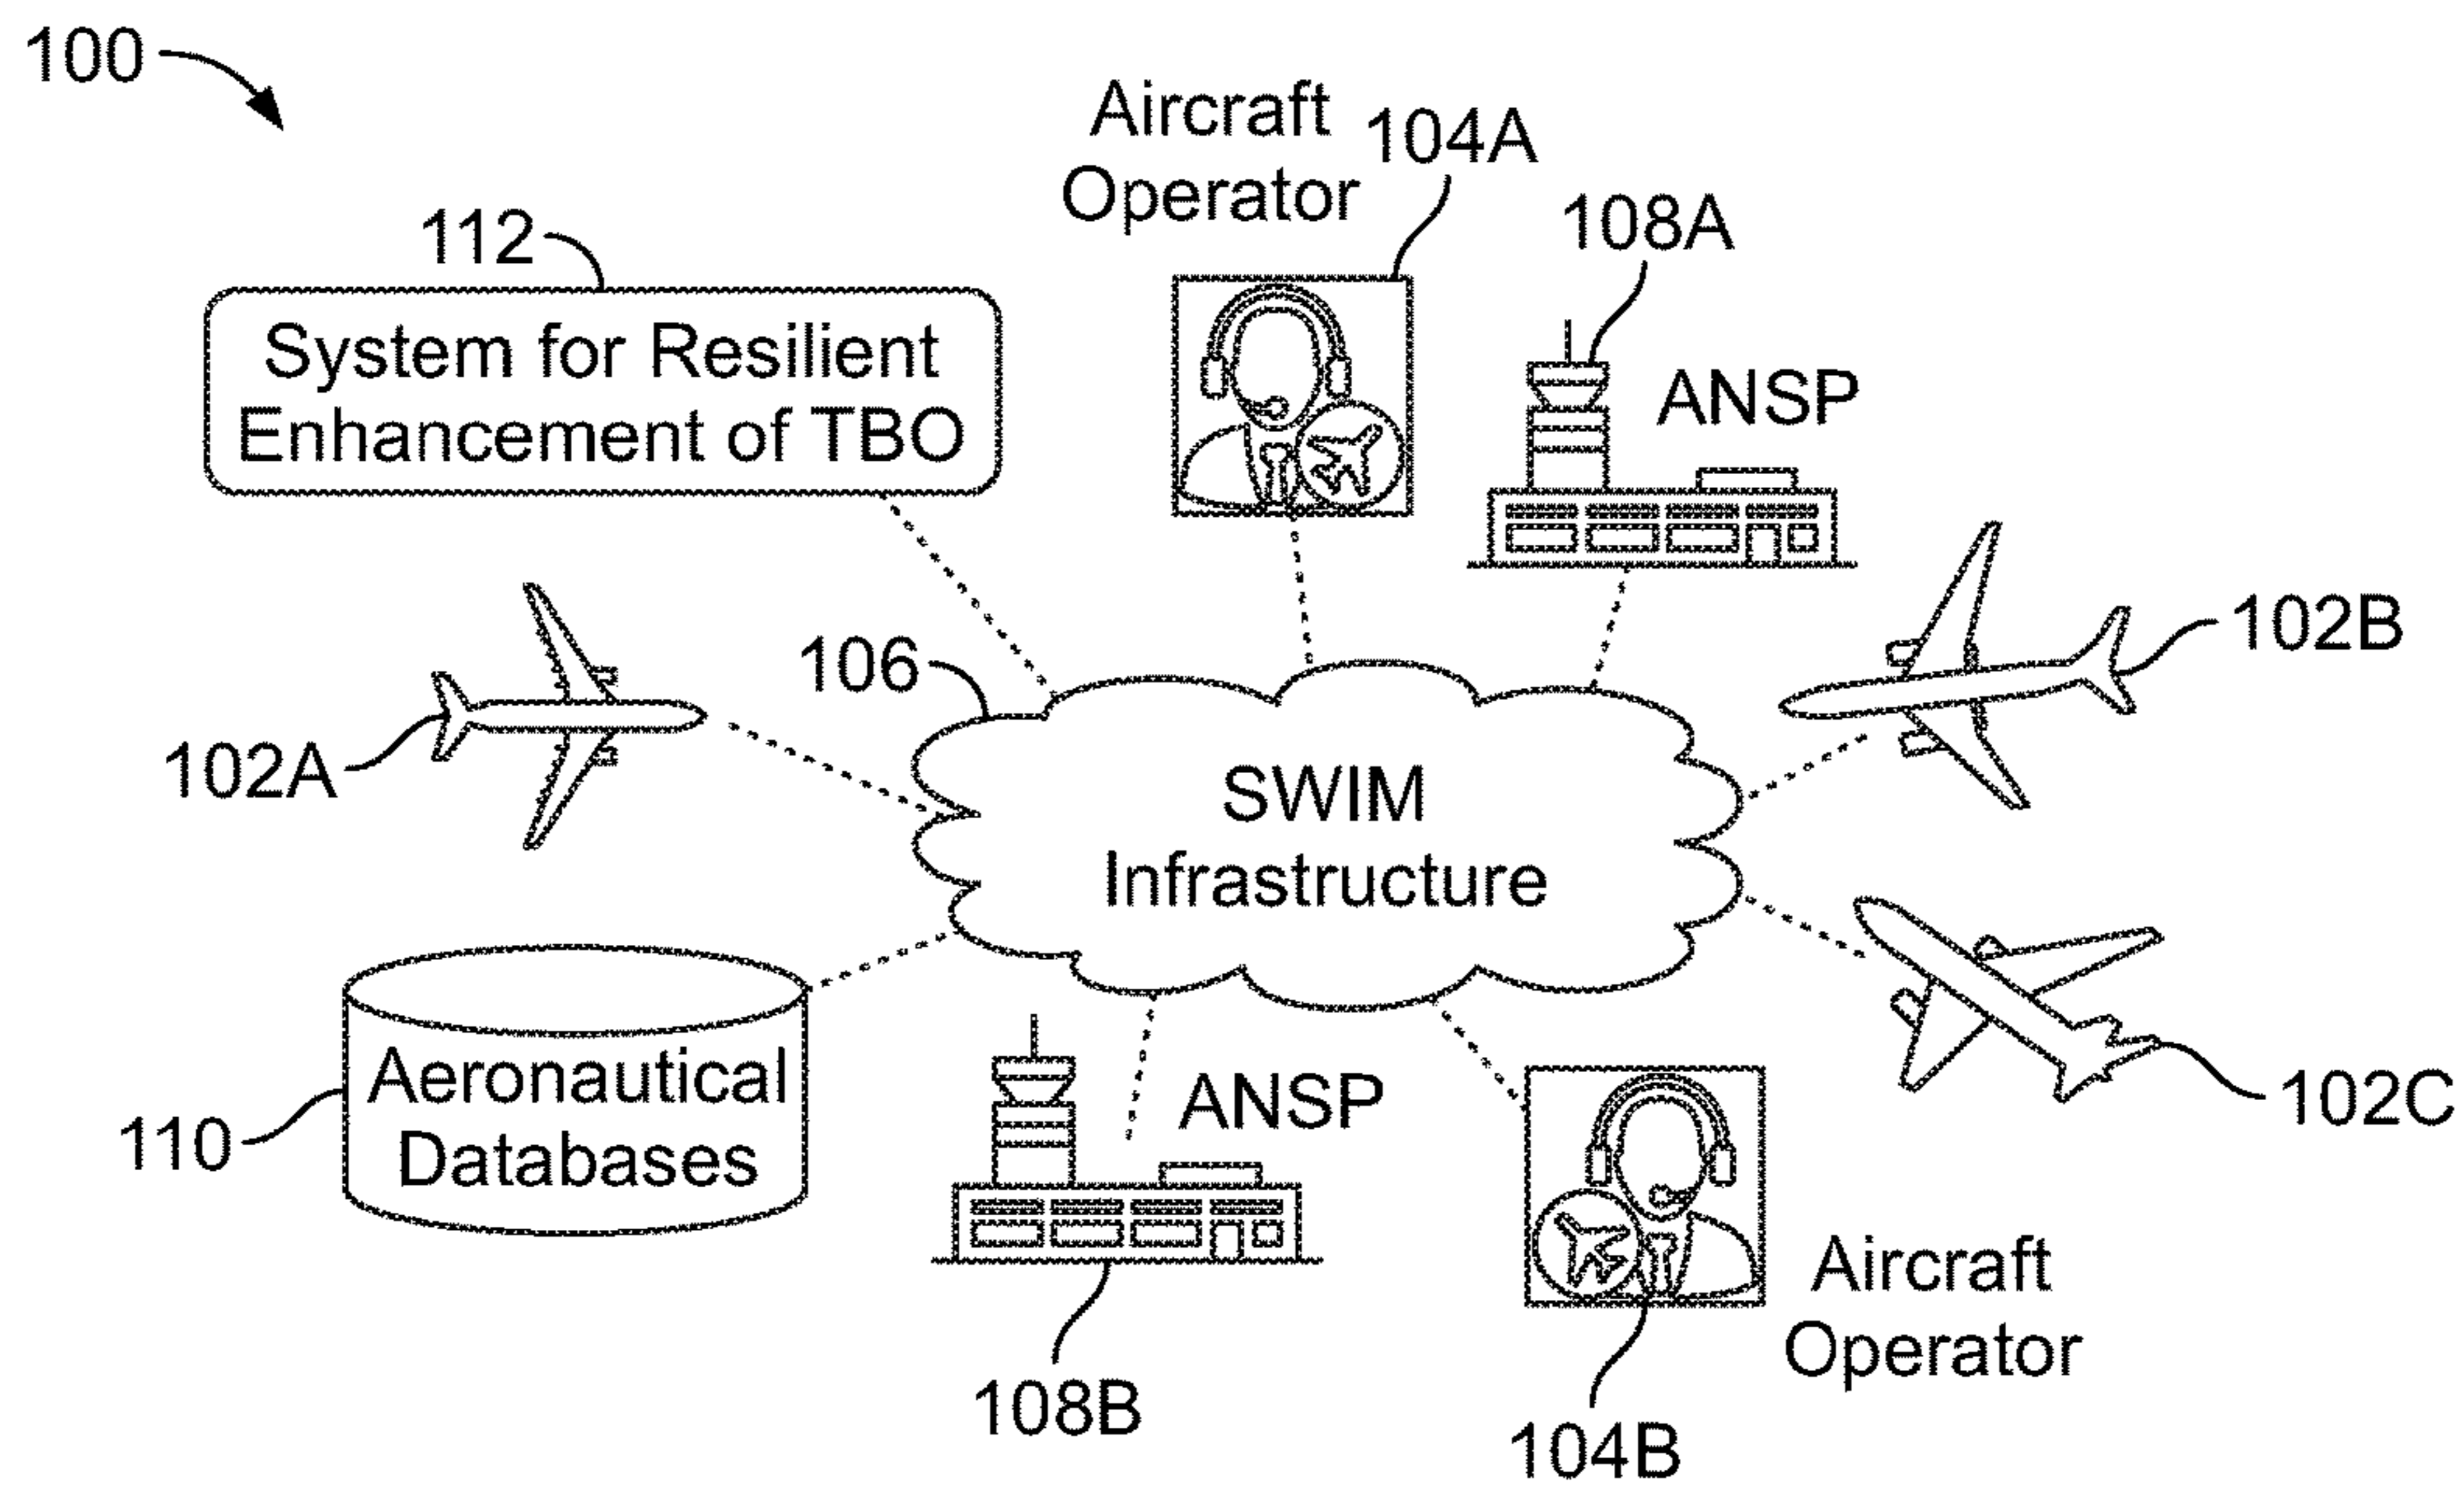 100
Aircraft
Operator
104A
108A
112
System for Resilient
Enhancement of TBO
ANSP
102B
106
102A
SWIM
Infrastructure
Aeronautical
Databases
110
ANSP
102C
Aircraft
Operator
108B
104B